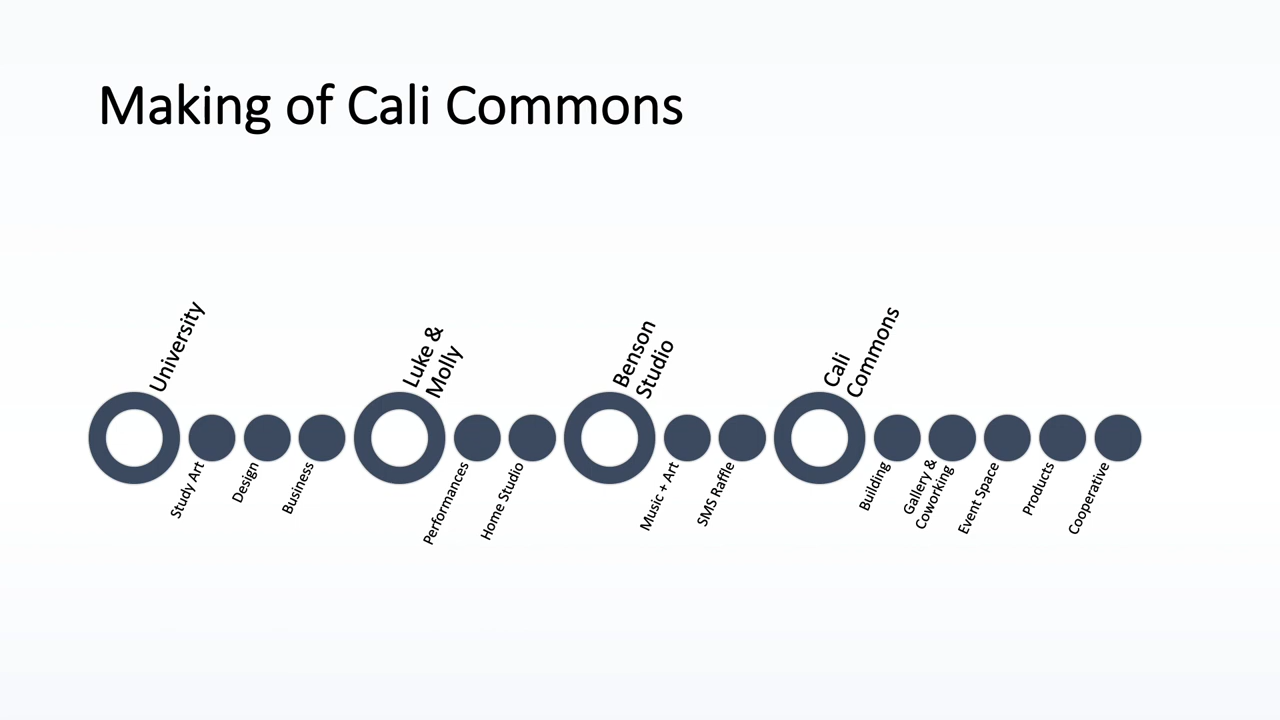 Making of Cali Commons
University
Study Art
Design
Business
Luke &
Molly
Performances
Home Studio
Benson
Studio
Music + Art
SMS Raffle
Cali
Commons
Building
Gallery &
Coworking
Event Space
Products
Cooperative